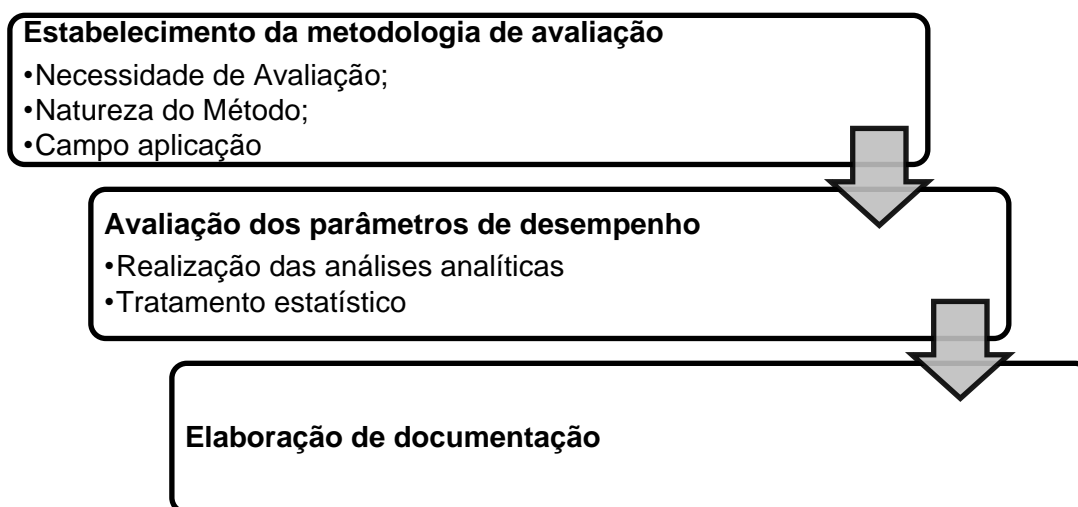 Estabelecimento da metodologia de avaliação
•Necessidade de Avaliação;
•Natureza do Método;
•Campo aplicação
Avaliação dos parâmetros de desempenho
•Realização das análises analíticas
•Tratamento estatístico
Elaboração de documentação